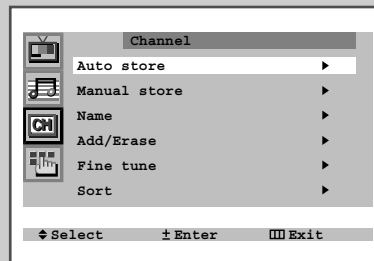 Channel
Auto store
Manual store
CH
Name
Add/Erase
Fine tune
Sort
Select ± Enter Exit